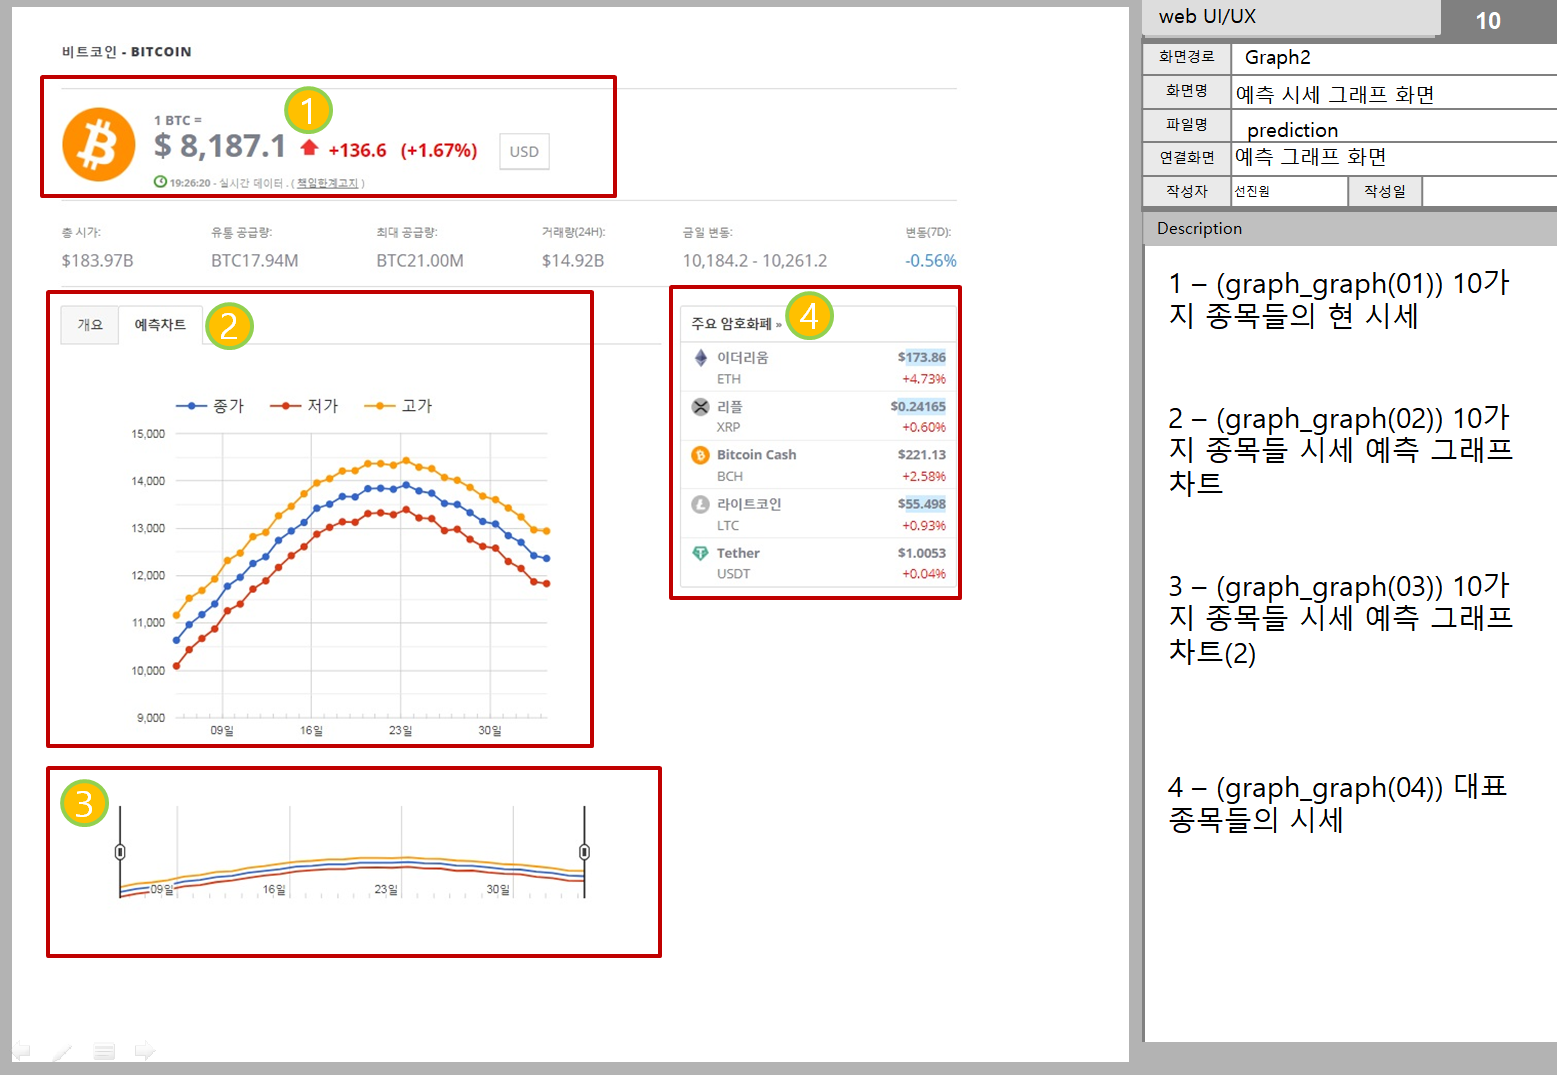 비트코인 - BITCOIN
1
1 BTC =
$ 8,187.1 +136.6 (+1.67%) USD
19:26:20 - 실시간 데이터 . ( 책임한계고지 )
총 시가: 유통 공급량: 최대 공급량: 거래량(24H): 금일 변동: 변동(7D):
$183.97B BTC17.94M BTC21.00M $14.92B 10,184.2 - 10,261.2 -0.56%
개요 예측차트 2
종가 저가 고가
15,000
14,000
13,000
12,000
11,000
10,000
9,000
09일 16일 23일 30일
주요 암호화폐 » 4
이더리움 $173.86
ETH +4.73%
리플 $0.24165
XRP +0.60%
Bitcoin Cash $221.13
BCH +2.58%
라이트코인 $55.498
LTC +0.93%
Tether $1.0053
USDT +0.04%
3
09일 16일 23일 30일
web UI/UX 10
화면경로 Graph2
화면명 예측 시세 그래프 화면
파일명 prediction
연결화면 예측 그래프 화면
작성자 선진원 작성일
Description
1 – (graph_graph(01)) 10가
지 종목들의 현 시세
2 – (graph_graph(02)) 10가
지 종목들 시세 예측 그래프
차트
3 – (graph_graph(03)) 10가
지 종목들 시세 예측 그래프
차트(2)
4 – (graph_graph(04)) 대표
종목들의 시세